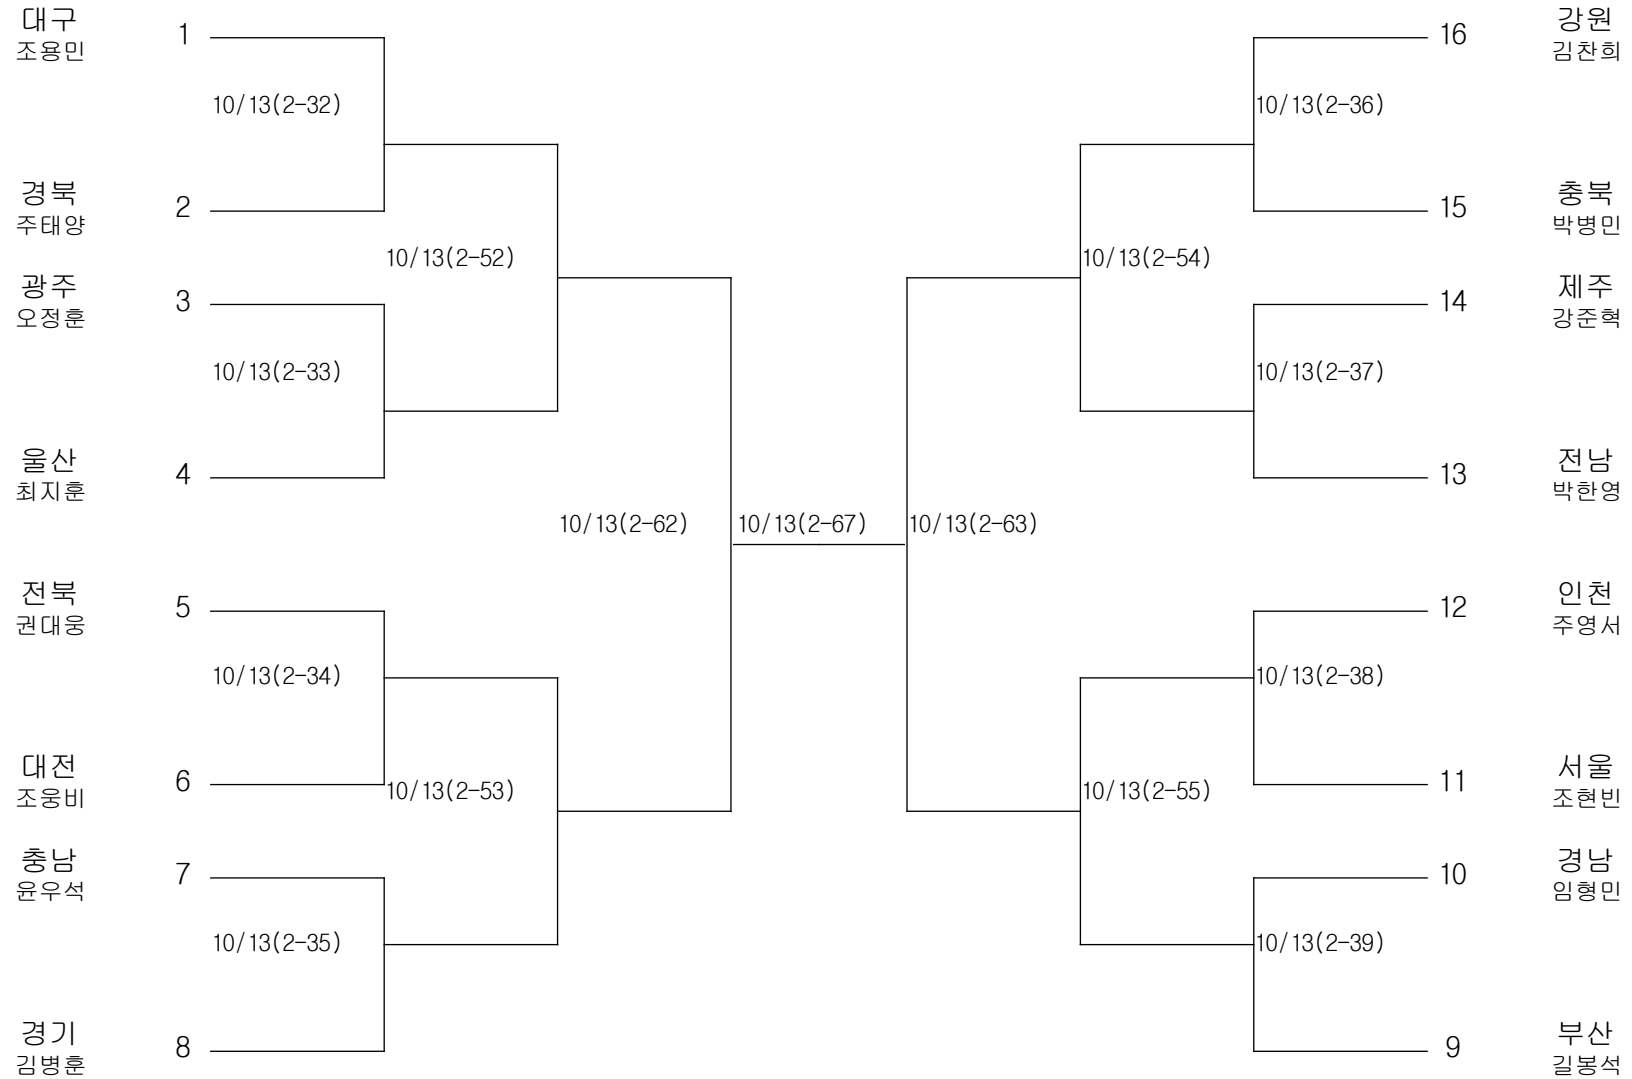 대구
조용민
1
10/13(2-32)
경북
주태양
2
10/13(2-52)
광주
오정훈
3
10/13(2-33)
울산
최지훈
4
10/13(2-62)
전북
권대웅
5
10/13(2-34)
대전
조웅비
6
10/13(2-53)
충남
윤우석
7
10/13(2-35)
경기
김병훈
8
10/13(2-67)
강원
김찬희
16
10/13(2-36)
충북
박병민
15
10/13(2-54)
제주
강준혁
14
10/13(2-37)
전남
박한영
13
10/13(2-63)
인천
주영서
12
10/13(2-38)
서울
조현빈
11
10/13(2-55)
경남
임형민
10
10/13(2-39)
부산
길봉석
9